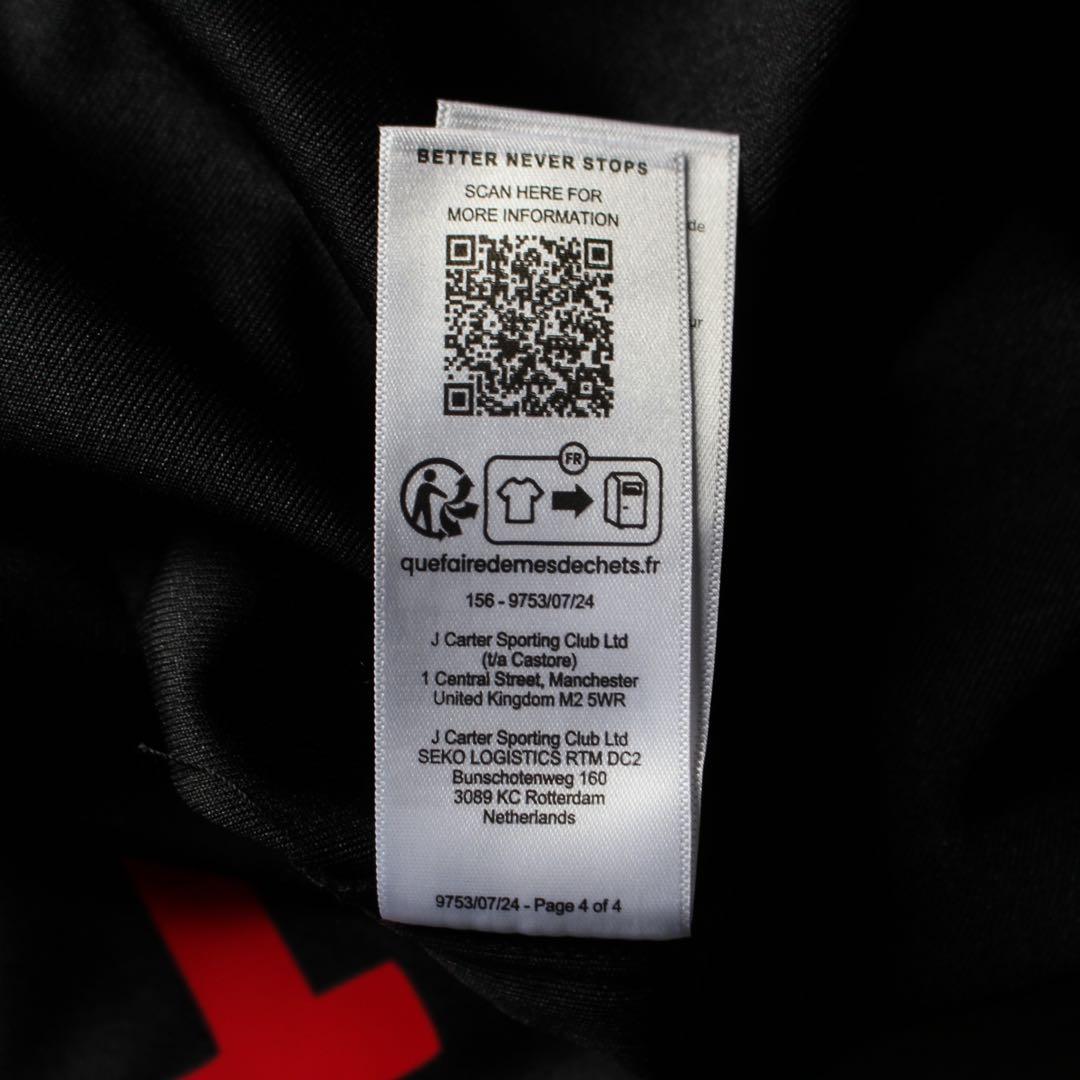 BETTER NEVER STOPS
SCAN HERE FOR
MORE INFORMATION
de
ur
FR
quefairedemesdechets.fr
156 - 9753/07/24
J Carter Sporting Club Ltd
(t/a Castore)
1 Central Street, Manchester
United Kingdom M2 5WR
J Carter Sporting Club Ltd
SEKO LOGISTICS RTM DC2
Bunschotenweg 160
3089 KC Rotterdam
Netherlands
9753/07/24 - Page 4 of 4